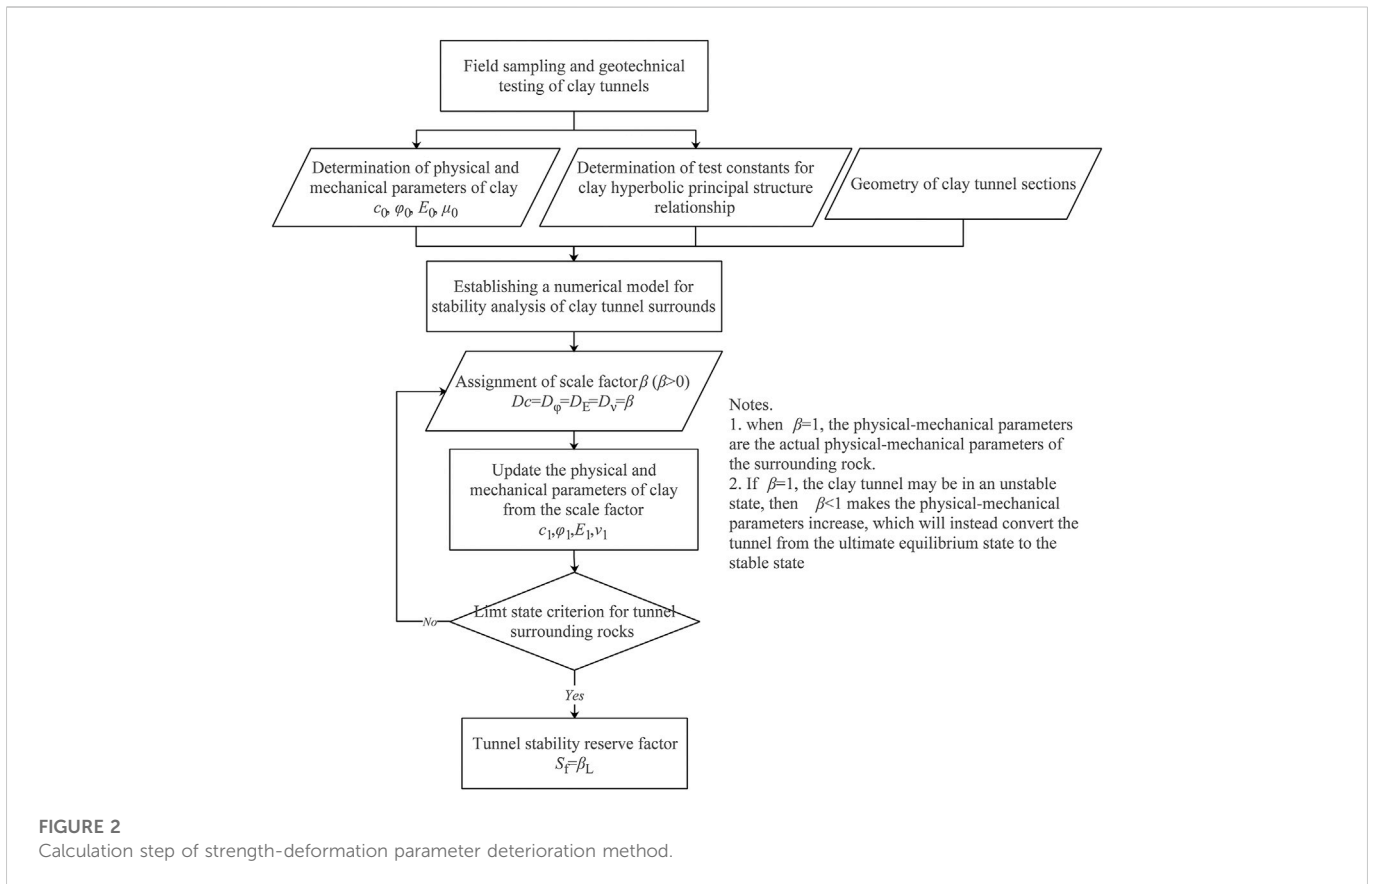 Field sampling and geotechnical
testing of clay tunnels
Determination of physical and
mechanical parameters of clay
c₀, φ₀, E₀, μ₀
Determination of test constants for
clay hyperbolic principal structure
relationship
Geometry of clay tunnel sections
Establishing a numerical model for
stability analysis of clay tunnel surrounds
Assignment of scale factor β (β>0)
Dc=Dφ=DE=Dν=β
Update the physical and
mechanical parameters of clay
from the scale factor
c₁,φ₁,E₁,ν₁
Limt state criterion for tunnel
surrounding rocks
No
Yes
Tunnel stability reserve factor
Sf=βL
Notes.
1. when β=1, the physical-mechanical parameters
are the actual physical-mechanical parameters of
the surrounding rock.
2. If β=1, the clay tunnel may be in an unstable
state, then β<1 makes the physical-mechanical
parameters increase, which will instead convert the
tunnel from the ultimate equilibrium state to the
stable state
FIGURE 2
Calculation step of strength-deformation parameter deterioration method.